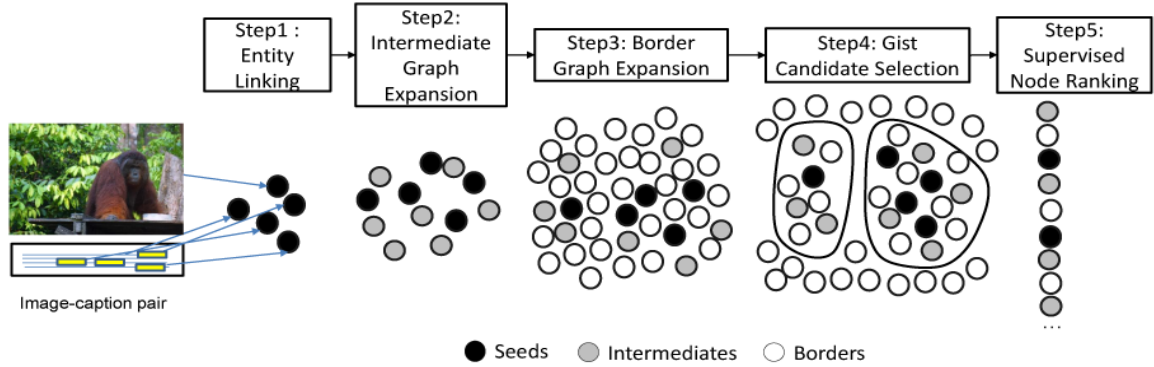 Step1 :
Entity
Linking
Step2:
Intermediate
Graph
Expansion
Step3: Border
Graph Expansion
Step4: Gist
Candidate Selection
Step5:
Supervised
Node Ranking
Image-caption pair
...
Seeds
Intermediates
Borders